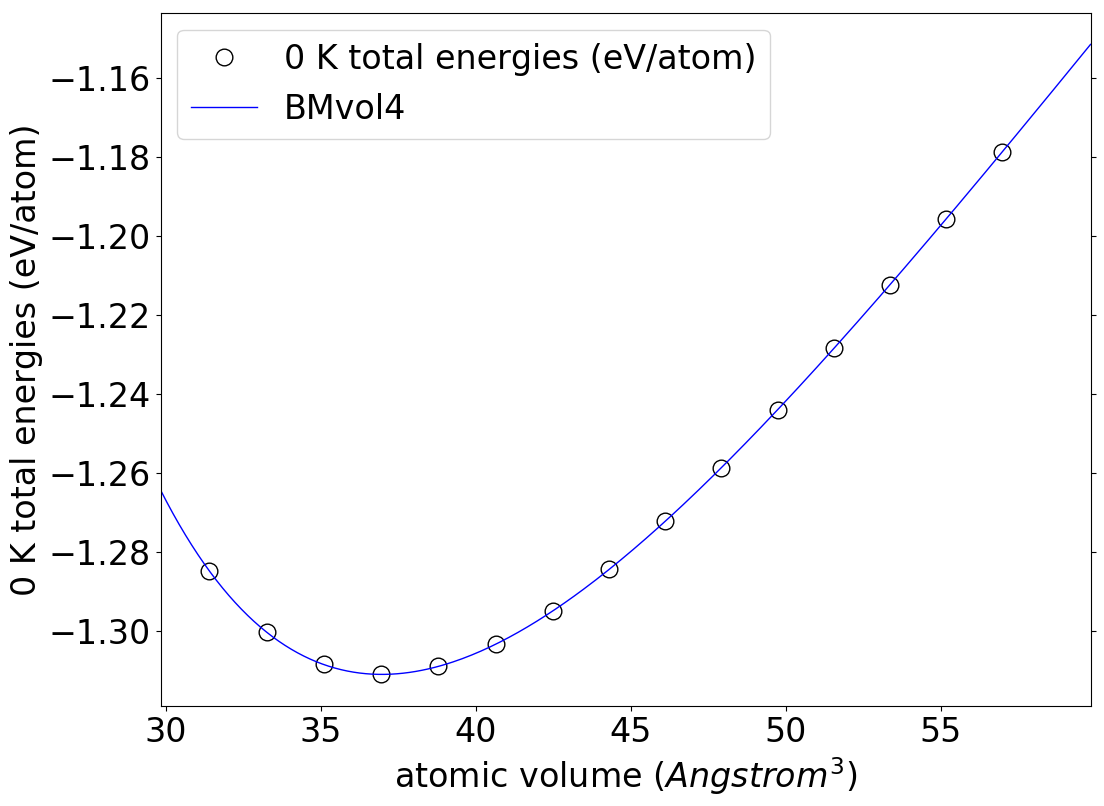 0 K total energies (eV/atom)
BMvol4
0 K total energies (eV/atom)
−1.16
−1.18
−1.20
−1.22
−1.24
−1.26
−1.28
−1.30
30 35 40 45 50 55
atomic volume (Angstrom³)